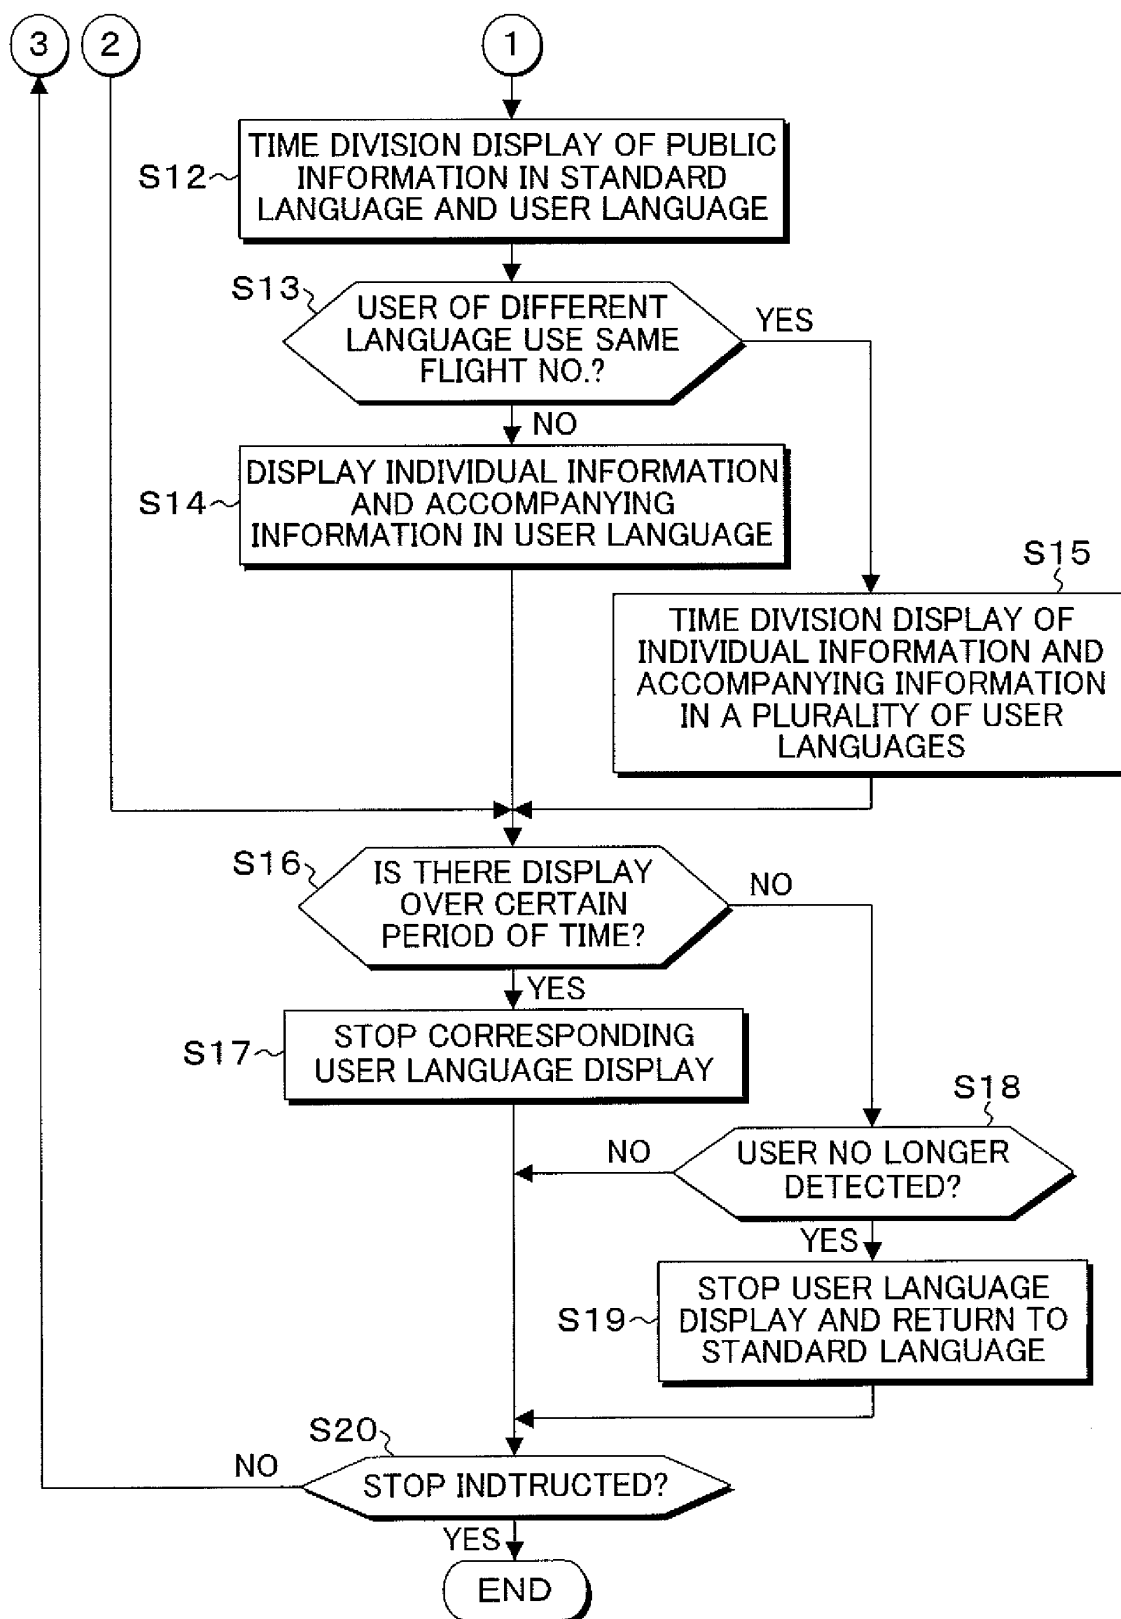 3
2
1
S12
TIME DIVISION DISPLAY OF PUBLIC
INFORMATION IN STANDARD
LANGUAGE AND USER LANGUAGE
S13
USER OF DIFFERENT
LANGUAGE USE SAME
FLIGHT NO.?
YES
NO
S14
DISPLAY INDIVIDUAL INFORMATION
AND ACCOMPANYING
INFORMATION IN USER LANGUAGE
S15
TIME DIVISION DISPLAY OF
INDIVIDUAL INFORMATION AND
ACCOMPANYING INFORMATION
IN A PLURALITY OF USER
LANGUAGES
S16
IS THERE DISPLAY
OVER CERTAIN
PERIOD OF TIME?
NO
YES
S17
STOP CORRESPONDING
USER LANGUAGE DISPLAY
S18
USER NO LONGER
DETECTED?
NO
YES
S19
STOP USER LANGUAGE
DISPLAY AND RETURN TO
STANDARD LANGUAGE
S20
STOP INDTRUCTED?
NO
YES
END